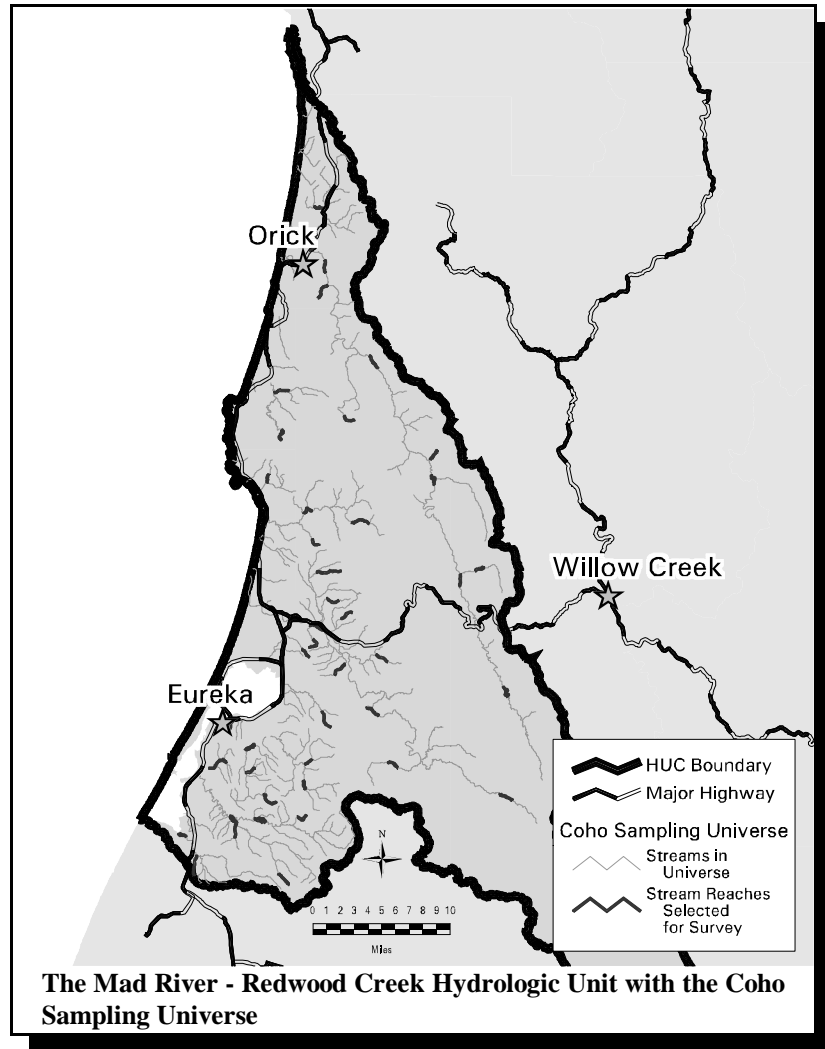 Orick
Willow Creek
Eureka
HUC Boundary
Major Highway
Coho Sampling Universe
Streams in
Universe
Stream Reaches
Selected
for Survey
N
0 1 2 3 4 5 6 7 8 9 10
Miles
The Mad River - Redwood Creek Hydrologic Unit with the Coho
Sampling Universe